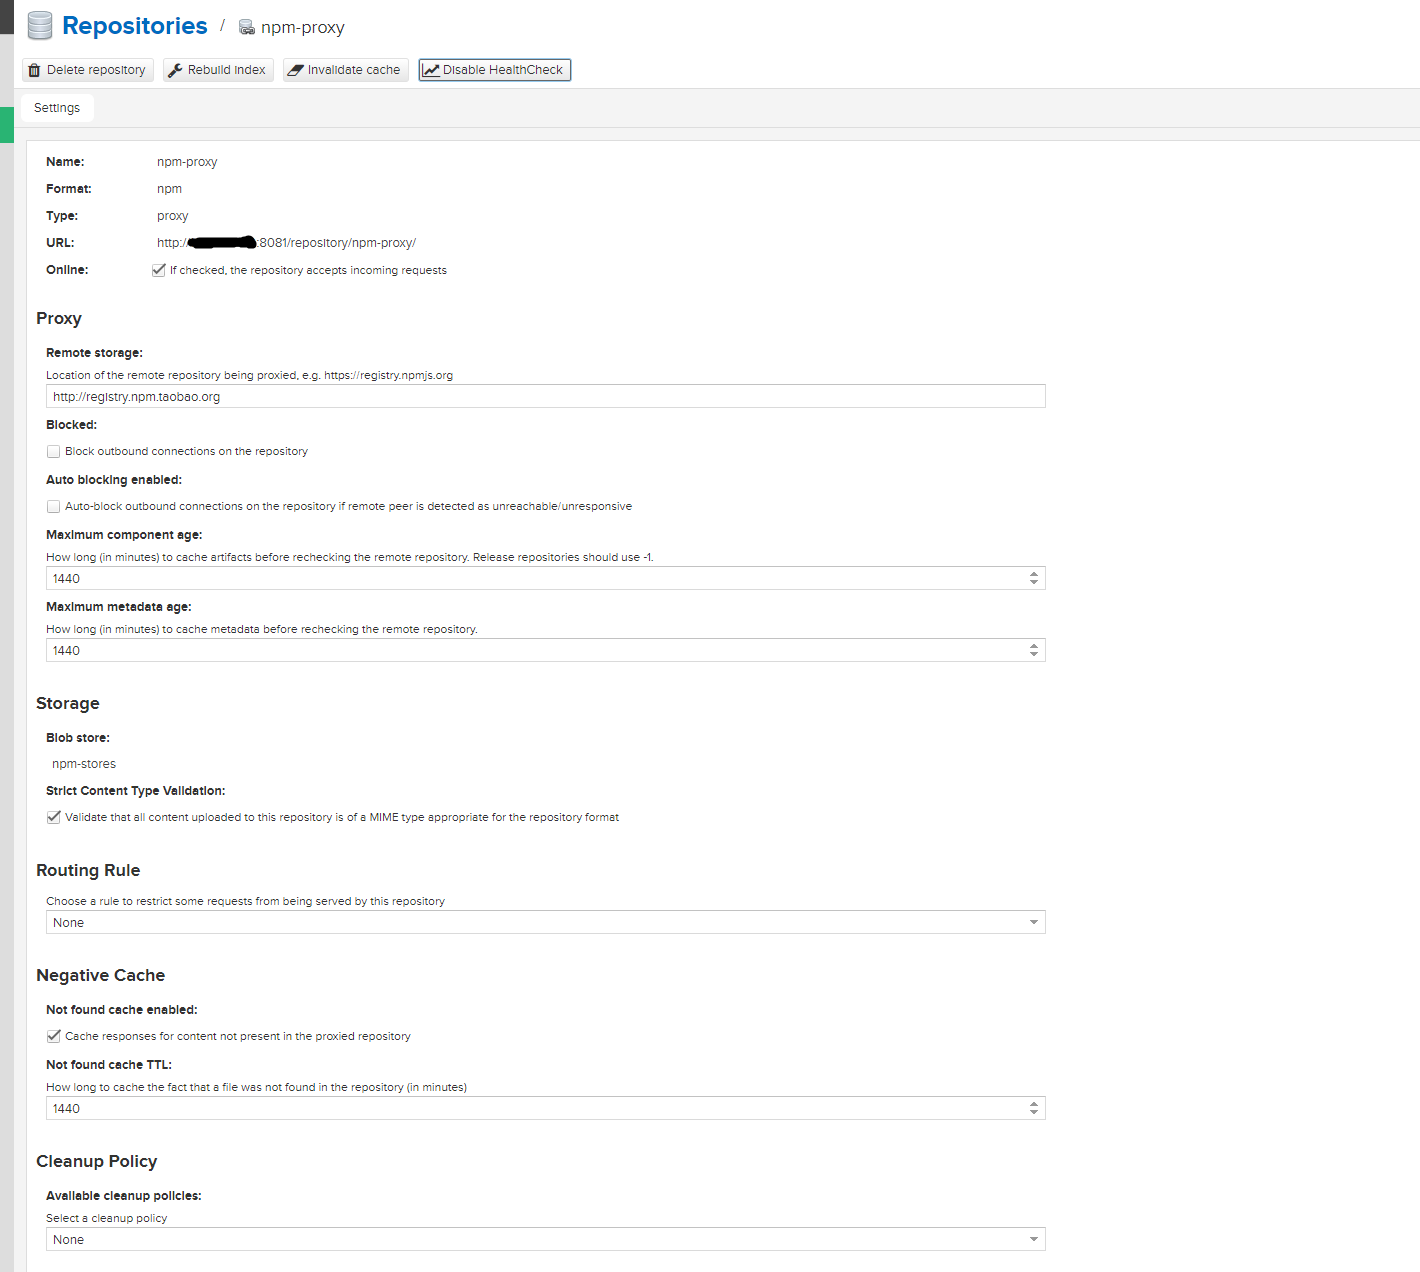 Repositories / npm-proxy
Delete repository Rebuild Index Invalidate cache Disable HealthCheck
Settings
Name: npm-proxy
Format: npm
Type: proxy
URL: http:/ :8081/repository/npm-proxy/
Online: If checked, the repository accepts incoming requests
Proxy
Remote storage:
Location of the remote repository being proxied, e.g. https://registry.npmjs.org
http://registry.npm.taobao.org
Blocked:
Block outbound connections on the repository
Auto blocking enabled:
Auto-block outbound connections on the repository if remote peer is detected as unreachable/unresponsive
Maximum component age:
How long (in minutes) to cache artifacts before rechecking the remote repository. Release repositories should use -1.
1440
Maximum metadata age:
How long (in minutes) to cache metadata before rechecking the remote repository.
1440
Storage
Blob store:
npm-stores
Strict Content Type Validation:
Validate that all content uploaded to this repository is of a MIME type appropriate for the repository format
Routing Rule
Choose a rule to restrict some requests from being served by this repository
None
Negative Cache
Not found cache enabled:
Cache responses for content not present in the proxied repository
Not found cache TTL:
How long to cache the fact that a file was not found in the repository (in minutes)
1440
Cleanup Policy
Available cleanup policies:
Select a cleanup policy
None